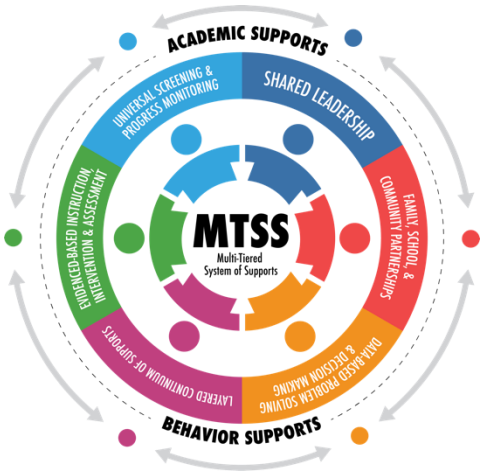 ACADEMIC SUPPORTS
UNIVERSAL SCREENING &
PROGRESS MONITORING
SHARED LEADERSHIP
FAMILY, SCHOOL, &
COMMUNITY PARTNERSHIPS
DATA-BASED PROBLEM SOLVING
& DECISION MAKING
LAYERED CONTINUUM OF SUPPORTS
EVIDENCED-BASED INSTRUCTION,
INTERVENTION & ASSESSMENT
MTSS
Multi-Tiered
System of Supports
BEHAVIOR SUPPORTS